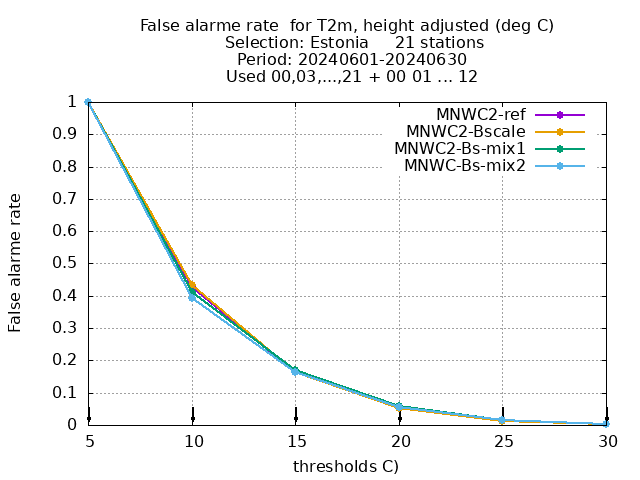 False alarme rate  for T2m, height adjusted (deg C)
Selection: Estonia     21 stations
Period: 20240601-20240630
Used 00,03,...,21 + 00 01 ... 12
MNWC2-ref
MNWC2-Bscale
MNWC2-Bs-mix1
MNWC-Bs-mix2
False alarme rate
1
0.9
0.8
0.7
0.6
0.5
0.4
0.3
0.2
0.1
0
5 10 15 20 25 30
thresholds C)